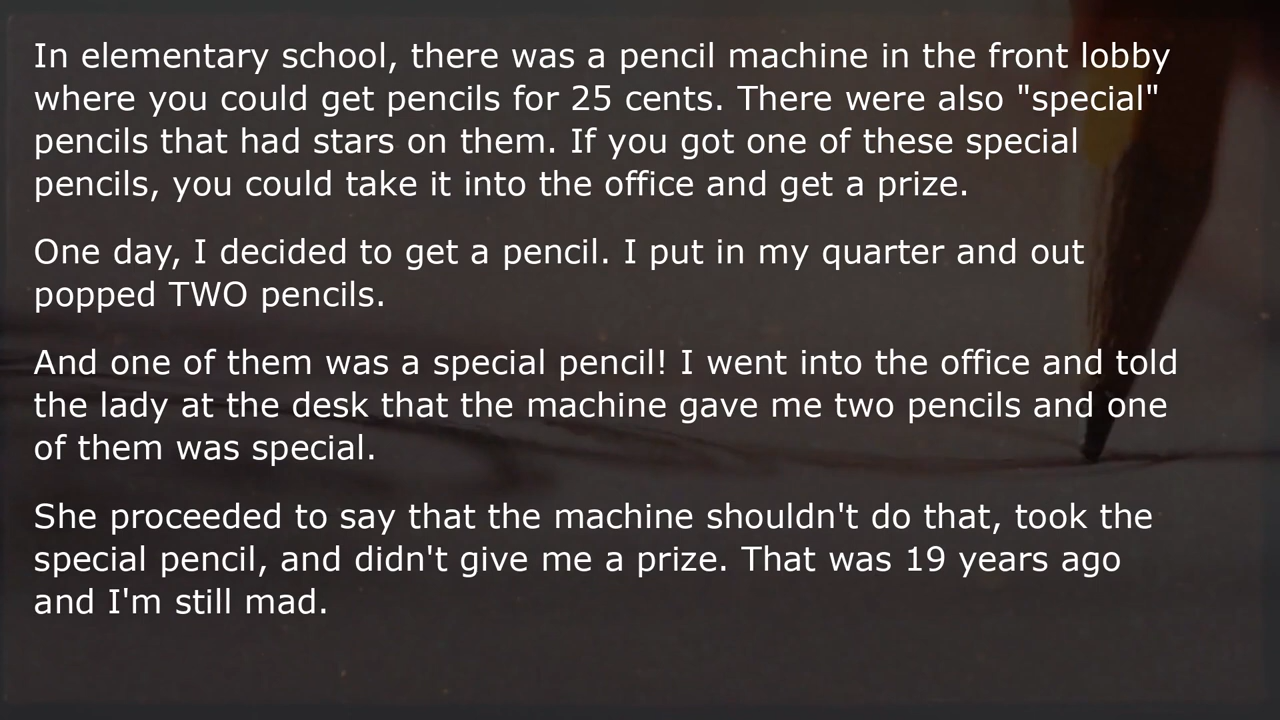 In elementary school, there was a pencil machine in the front lobby
where you could get pencils for 25 cents. There were also "special"
pencils that had stars on them. If you got one of these special
pencils, you could take it into the office and get a prize.
One day, I decided to get a pencil. I put in my quarter and out
popped TWO pencils.
And one of them was a special pencil! I went into the office and told
the lady at the desk that the machine gave me two pencils and one
of them was special.
She proceeded to say that the machine shouldn't do that, took the
special pencil, and didn't give me a prize. That was 19 years ago
and I'm still mad.